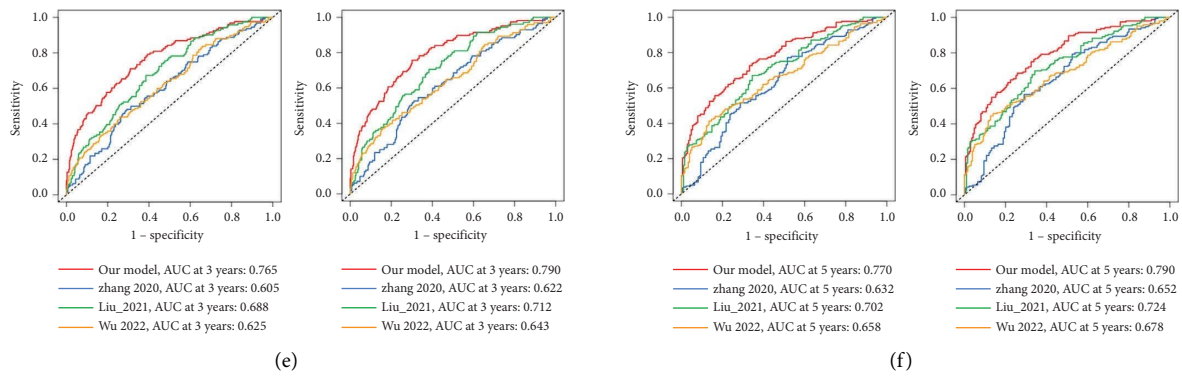 1.0
0.8
0.6
0.4
0.2
0.0
Sensitivity
0.0 0.2 0.4 0.6 0.8 1.0
1 – specificity
Our model, AUC at 3 years: 0.765
zhang 2020, AUC at 3 years: 0.605
Liu_2021, AUC at 3 years: 0.688
Wu 2022, AUC at 3 years: 0.625
1.0
0.8
0.6
0.4
0.2
0.0
Sensitivity
0.0 0.2 0.4 0.6 0.8 1.0
1 – specificity
Our model, AUC at 3 years: 0.790
zhang 2020, AUC at 3 years: 0.622
Liu_2021, AUC at 3 years: 0.712
Wu 2022, AUC at 3 years: 0.643
(e)
1.0
0.8
0.6
0.4
0.2
0.0
Sensitivity
0.0 0.2 0.4 0.6 0.8 1.0
1 – specificity
Our model, AUC at 5 years: 0.770
zhang 2020, AUC at 5 years: 0.632
Liu_2021, AUC at 5 years: 0.702
Wu 2022, AUC at 5 years: 0.658
1.0
0.8
0.6
0.4
0.2
0.0
Sensitivity
0.0 0.2 0.4 0.6 0.8 1.0
1 – specificity
Our model, AUC at 5 years: 0.790
zhang 2020, AUC at 5 years: 0.652
Liu_2021, AUC at 5 years: 0.724
Wu 2022, AUC at 5 years: 0.678
(f)